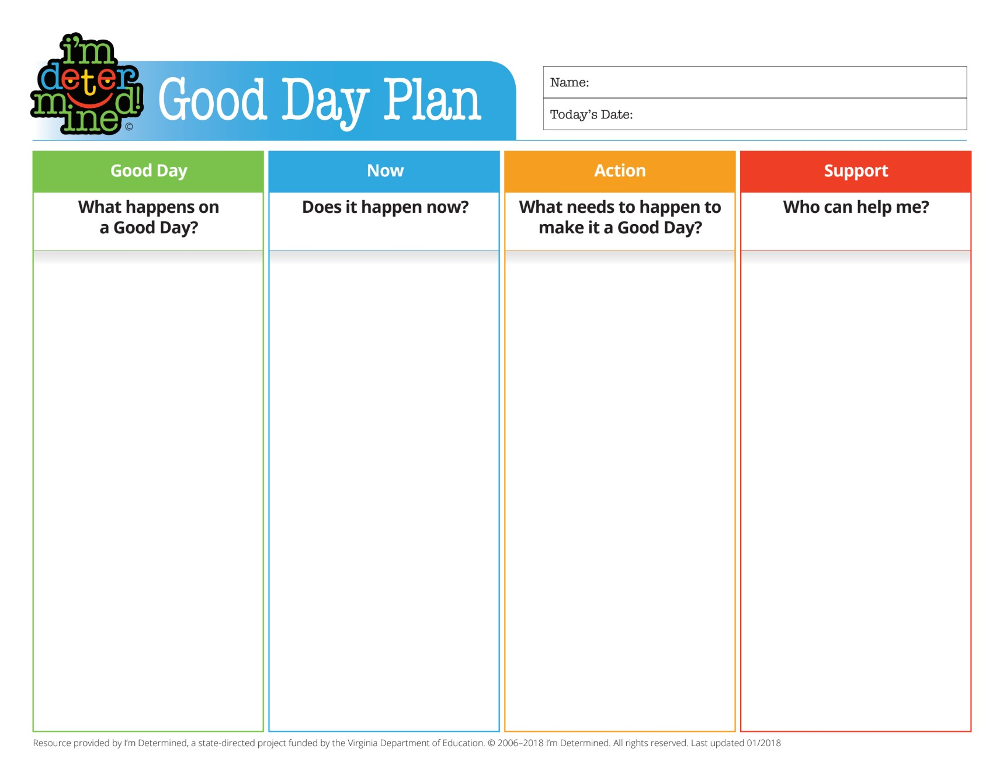 i'm
deter
mined!
©
Good Day Plan
Name:
Today's Date:
Good Day
What happens on
a Good Day?
Now
Does it happen now?
Action
What needs to happen to
make it a Good Day?
Support
Who can help me?
Resource provided by I'm Determined, a state-directed project funded by the Virginia Department of Education. © 2006–2018 I'm Determined. All rights reserved. Last updated 01/2018